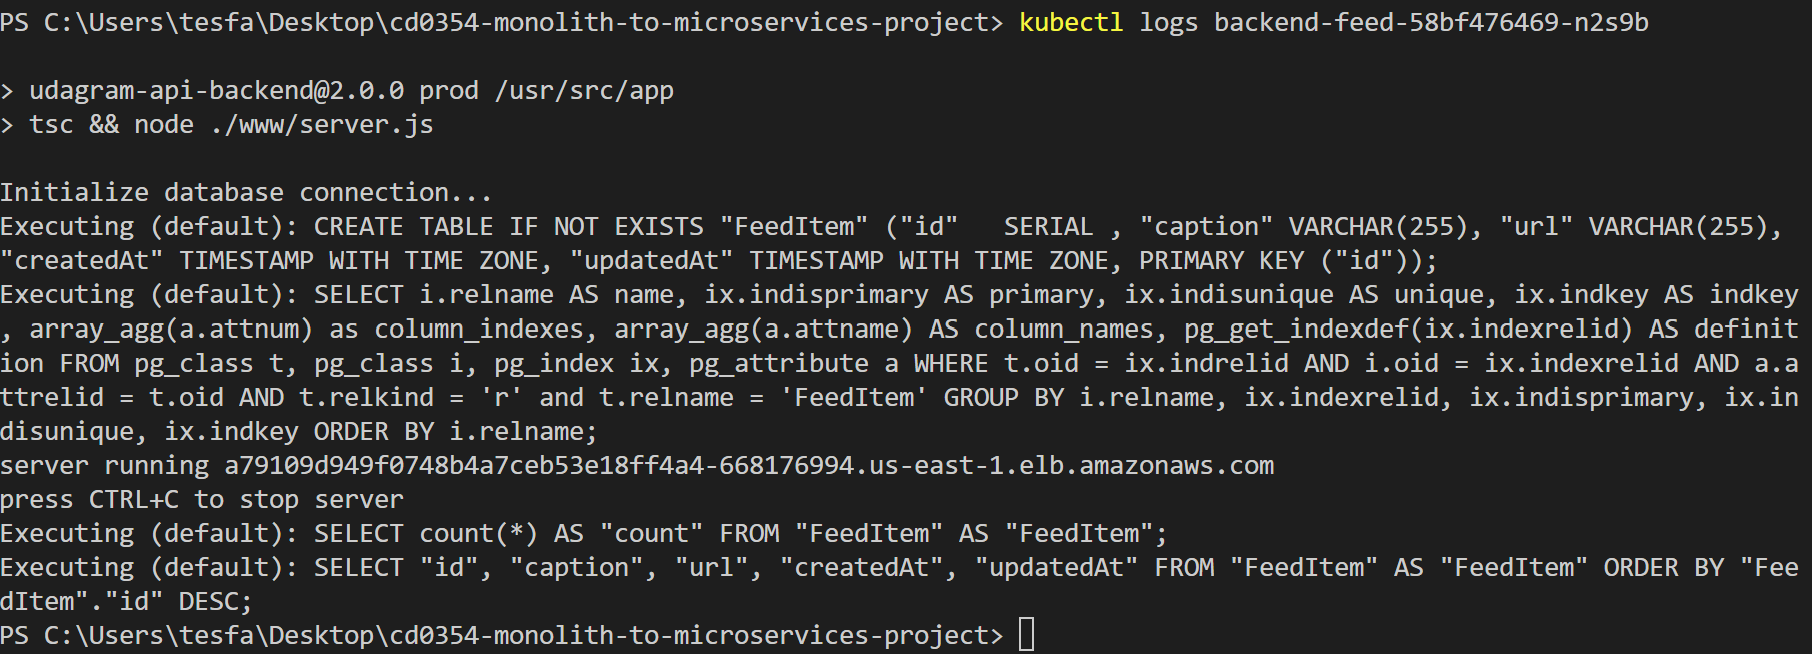 PS C:\Users\tesfa\Desktop\cd0354-monolith-to-microservices-project> kubectl logs backend-feed-58bf476469-n2s9b
> udagram-api-backend@2.0.0 prod /usr/src/app
> tsc && node ./www/server.js
Initialize database connection...
Executing (default): CREATE TABLE IF NOT EXISTS "FeedItem" ("id"   SERIAL , "caption" VARCHAR(255), "url" VARCHAR(255),
"createdAt" TIMESTAMP WITH TIME ZONE, "updatedAt" TIMESTAMP WITH TIME ZONE, PRIMARY KEY ("id"));
Executing (default): SELECT i.relname AS name, ix.indisprimary AS primary, ix.indisunique AS unique, ix.indkey AS indkey
, array_agg(a.attnum) as column_indexes, array_agg(a.attname) AS column_names, pg_get_indexdef(ix.indexrelid) AS definit
ion FROM pg_class t, pg_class i, pg_index ix, pg_attribute a WHERE t.oid = ix.indrelid AND i.oid = ix.indexrelid AND a.a
ttrelid = t.oid AND t.relkind = 'r' and t.relname = 'FeedItem' GROUP BY i.relname, ix.indexrelid, ix.indisprimary, ix.in
disunique, ix.indkey ORDER BY i.relname;
server running a79109d949f0748b4a7ceb53e18ff4a4-668176994.us-east-1.elb.amazonaws.com
press CTRL+C to stop server
Executing (default): SELECT count(*) AS "count" FROM "FeedItem" AS "FeedItem";
Executing (default): SELECT "id", "caption", "url", "createdAt", "updatedAt" FROM "FeedItem" AS "FeedItem" ORDER BY "Fee
dItem"."id" DESC;
PS C:\Users\tesfa\Desktop\cd0354-monolith-to-microservices-project>